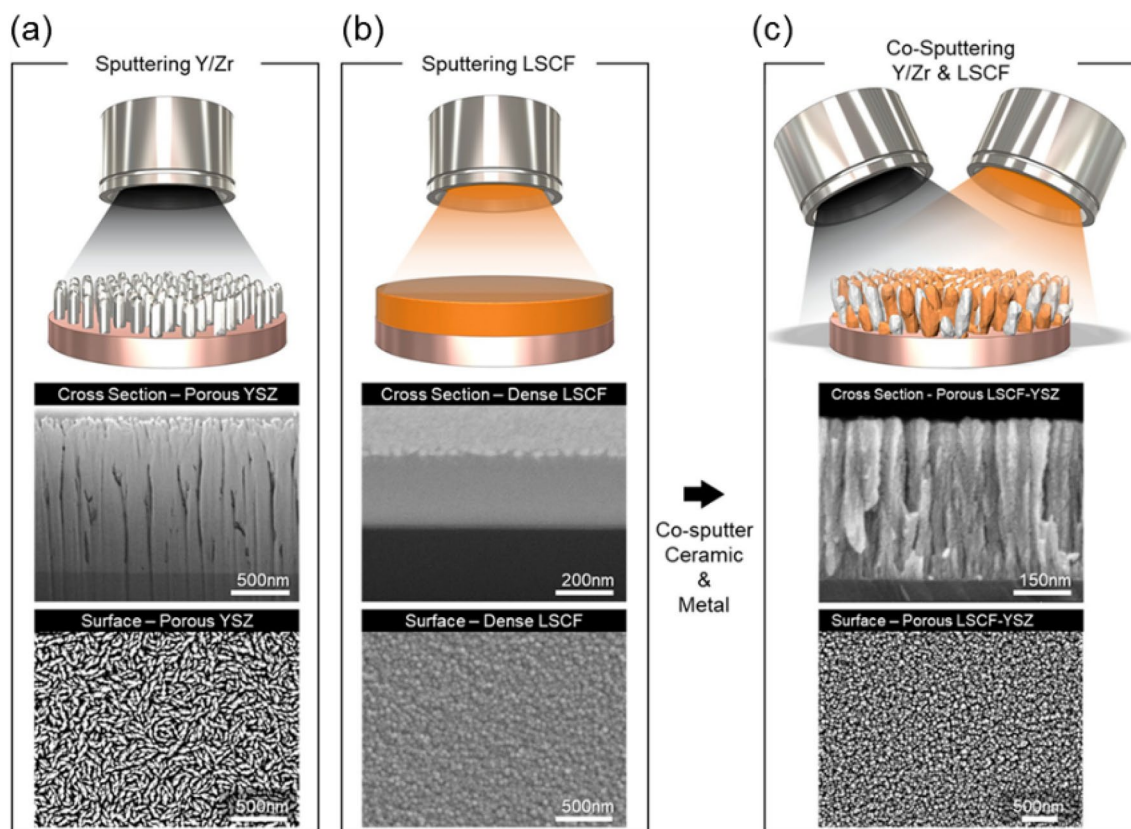 (a)
Sputtering Y/Zr
Cross Section – Porous YSZ
500nm
Surface – Porous YSZ
500nm
(b)
Sputtering LSCF
Cross Section – Dense LSCF
200nm
Surface – Dense LSCF
500nm
Co-sputter
Ceramic
&
Metal
(c)
Co-Sputtering
Y/Zr & LSCF
Cross Section - Porous LSCF-YSZ
150nm
Surface – Porous LSCF-YSZ
500nm